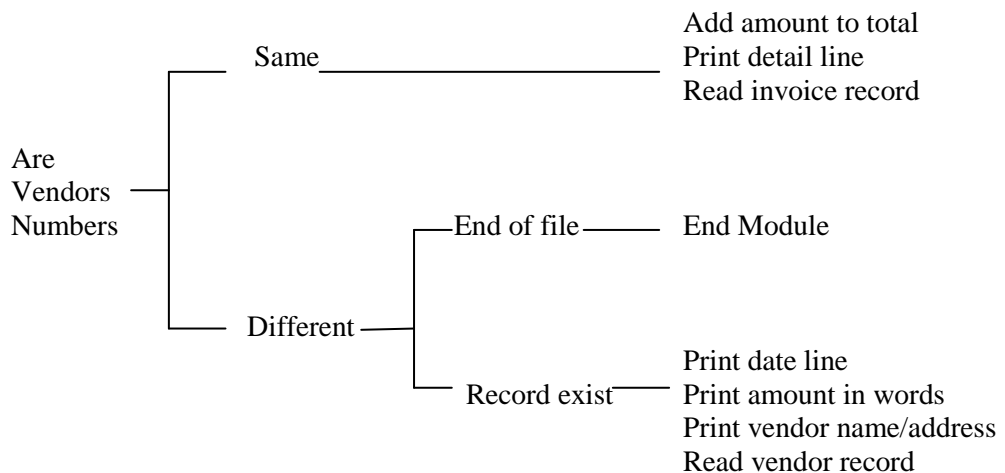 Add amount to total
Same
Print detail line
Read invoice record
Are
Vendors
Numbers
End of file
End Module
Different
Print date line
Record exist
Print amount in words
Print vendor name/address
Read vendor record